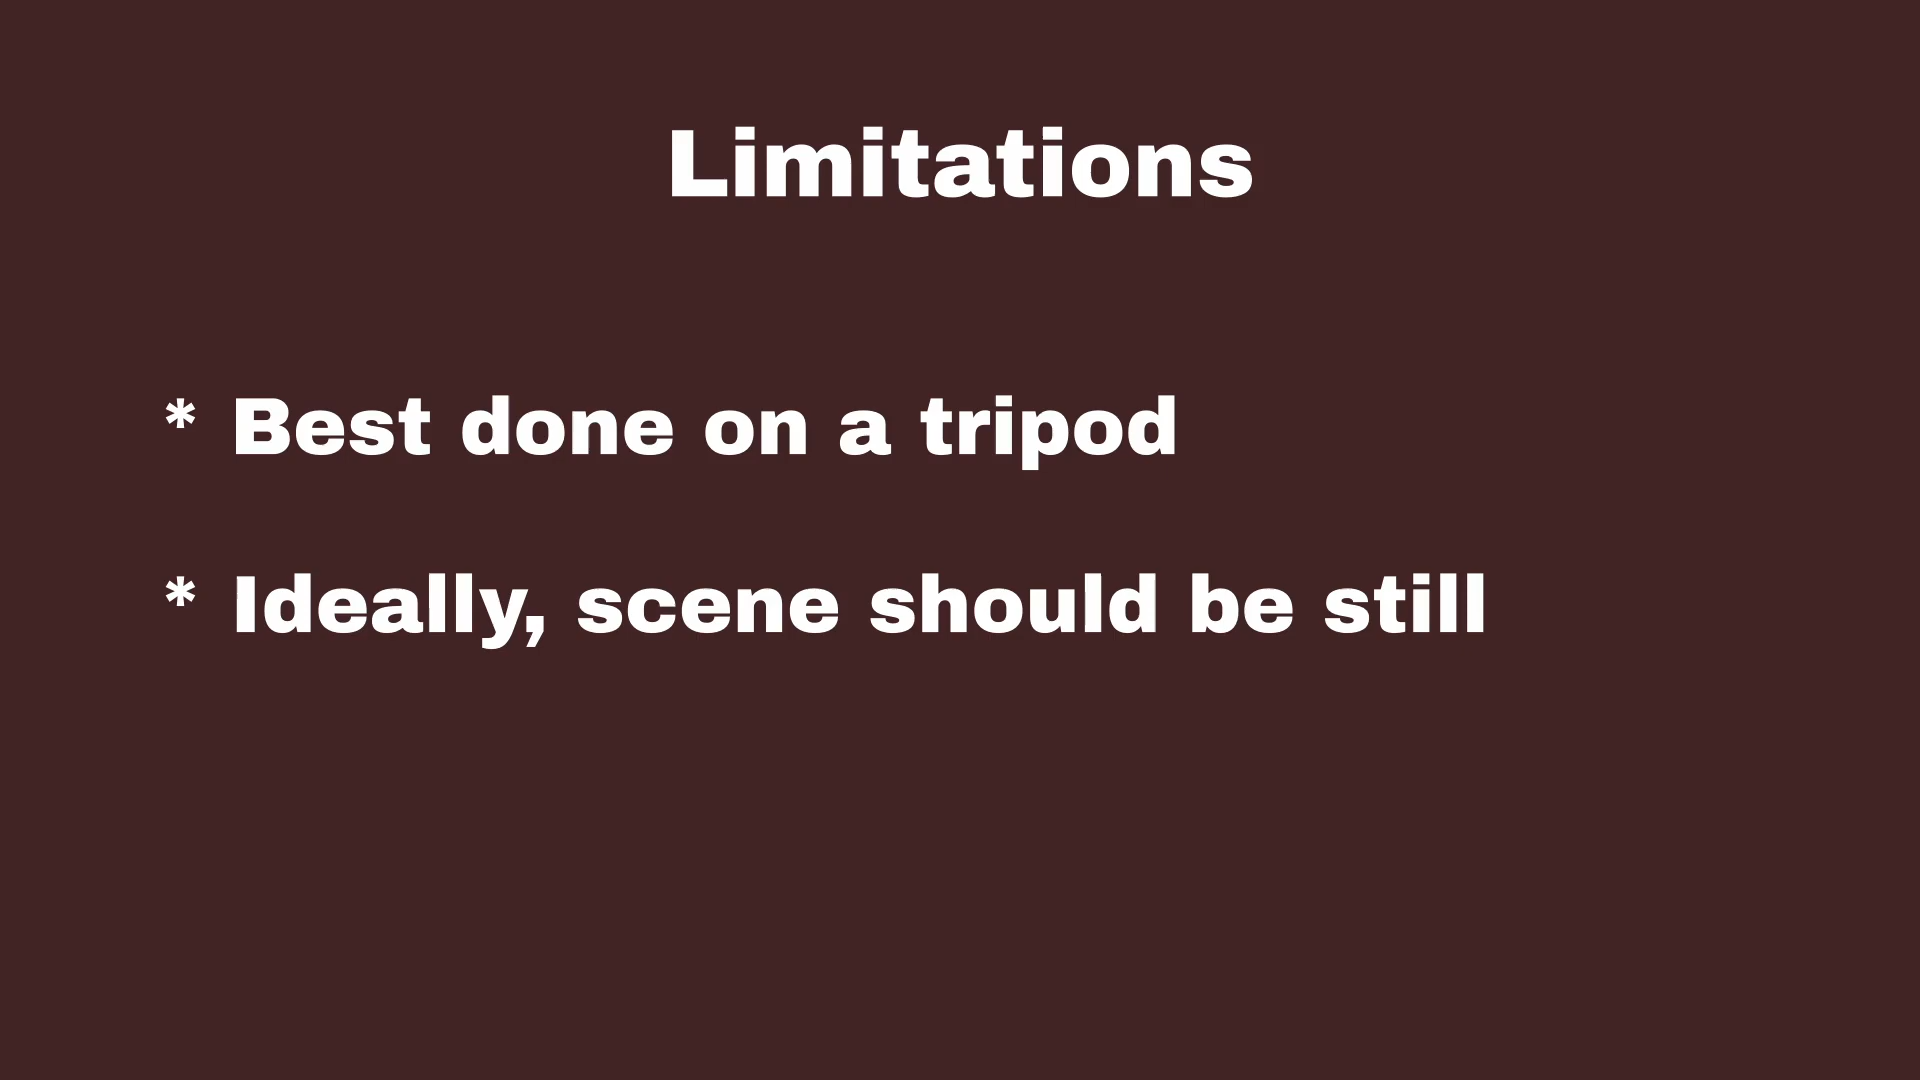 Limitations
* Best done on a tripod
* Ideally, scene should be still